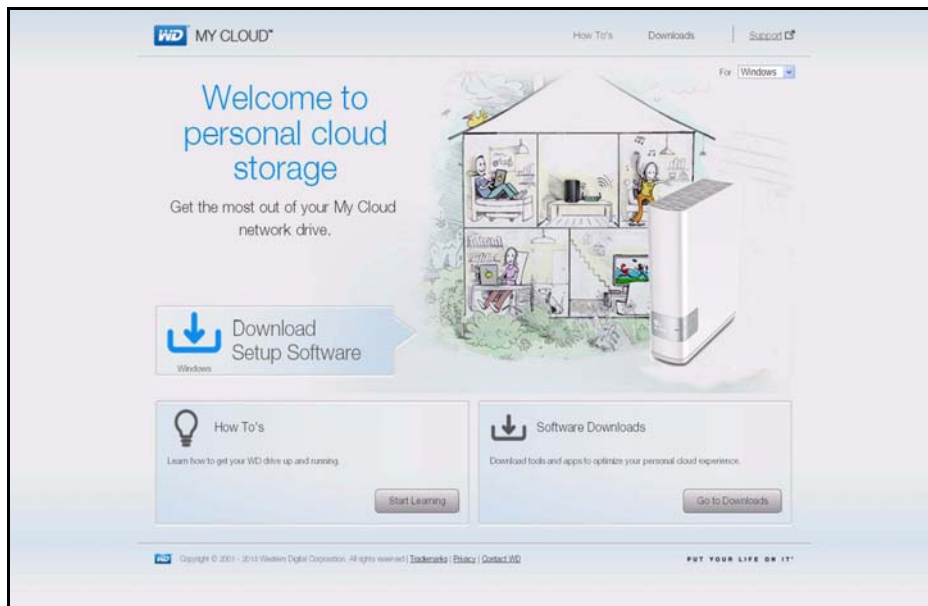 WD MY CLOUD™
How To's Downloads Support
For Windows
Welcome to
personal cloud
storage
Get the most out of your My Cloud
network drive.
Download
Setup Software
Windows
How To's
Learn how to get your WD drive up and running.
Start Learning
Software Downloads
Download tools and apps to optimize your personal cloud experience.
Go to Downloads
WD Copyright © 2001 - 2013 Western Digital Corporation. All rights reserved | Trademarks | Privacy | Contact WD
PUT YOUR LIFE ON IT®